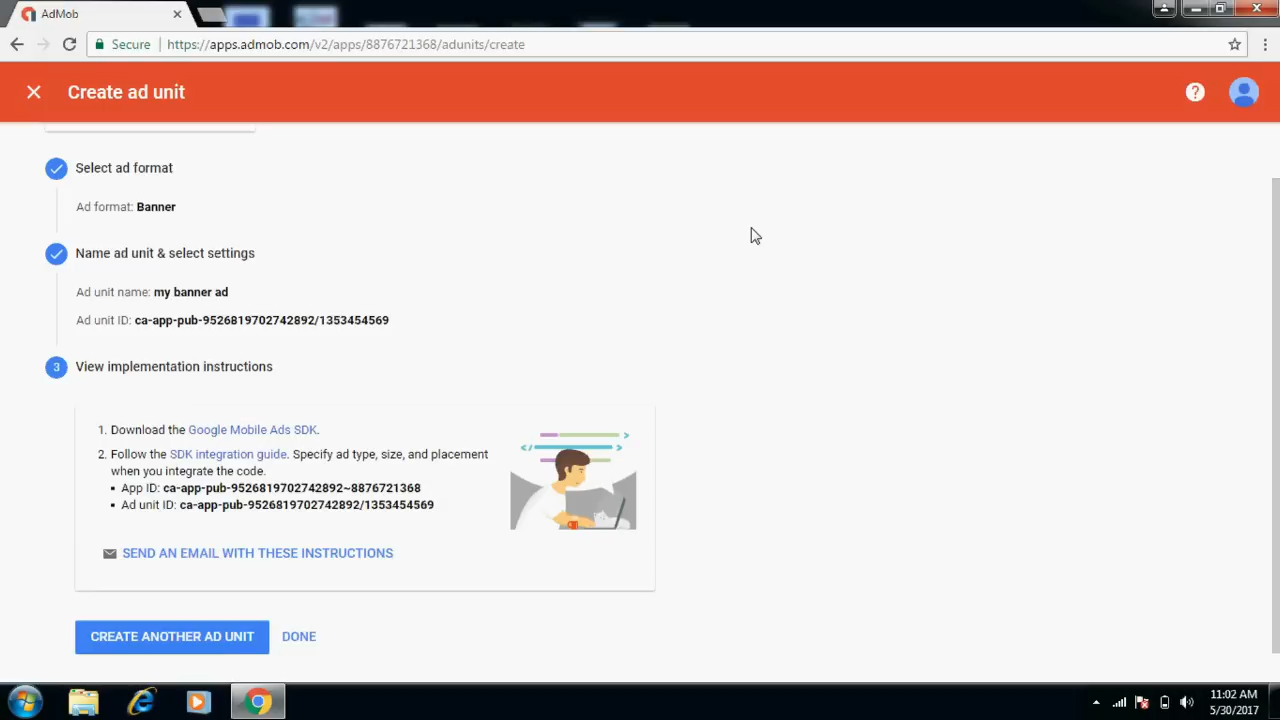 AdMob
Secure
https://apps.admob.com/v2/apps/8876721368/adunits/create
Create ad unit
Select ad format
Ad format: Banner
Name ad unit & select settings
Ad unit name: my banner ad
Ad unit ID: ca-app-pub-9526819702742892/1353454569
3 View implementation instructions
1. Download the Google Mobile Ads SDK.
2. Follow the SDK integration guide. Specify ad type, size, and placement
when you integrate the code.
▪ App ID: ca-app-pub-9526819702742892~8876721368
▪ Ad unit ID: ca-app-pub-9526819702742892/1353454569
SEND AN EMAIL WITH THESE INSTRUCTIONS
CREATE ANOTHER AD UNIT
DONE
11:02 AM
5/30/2017